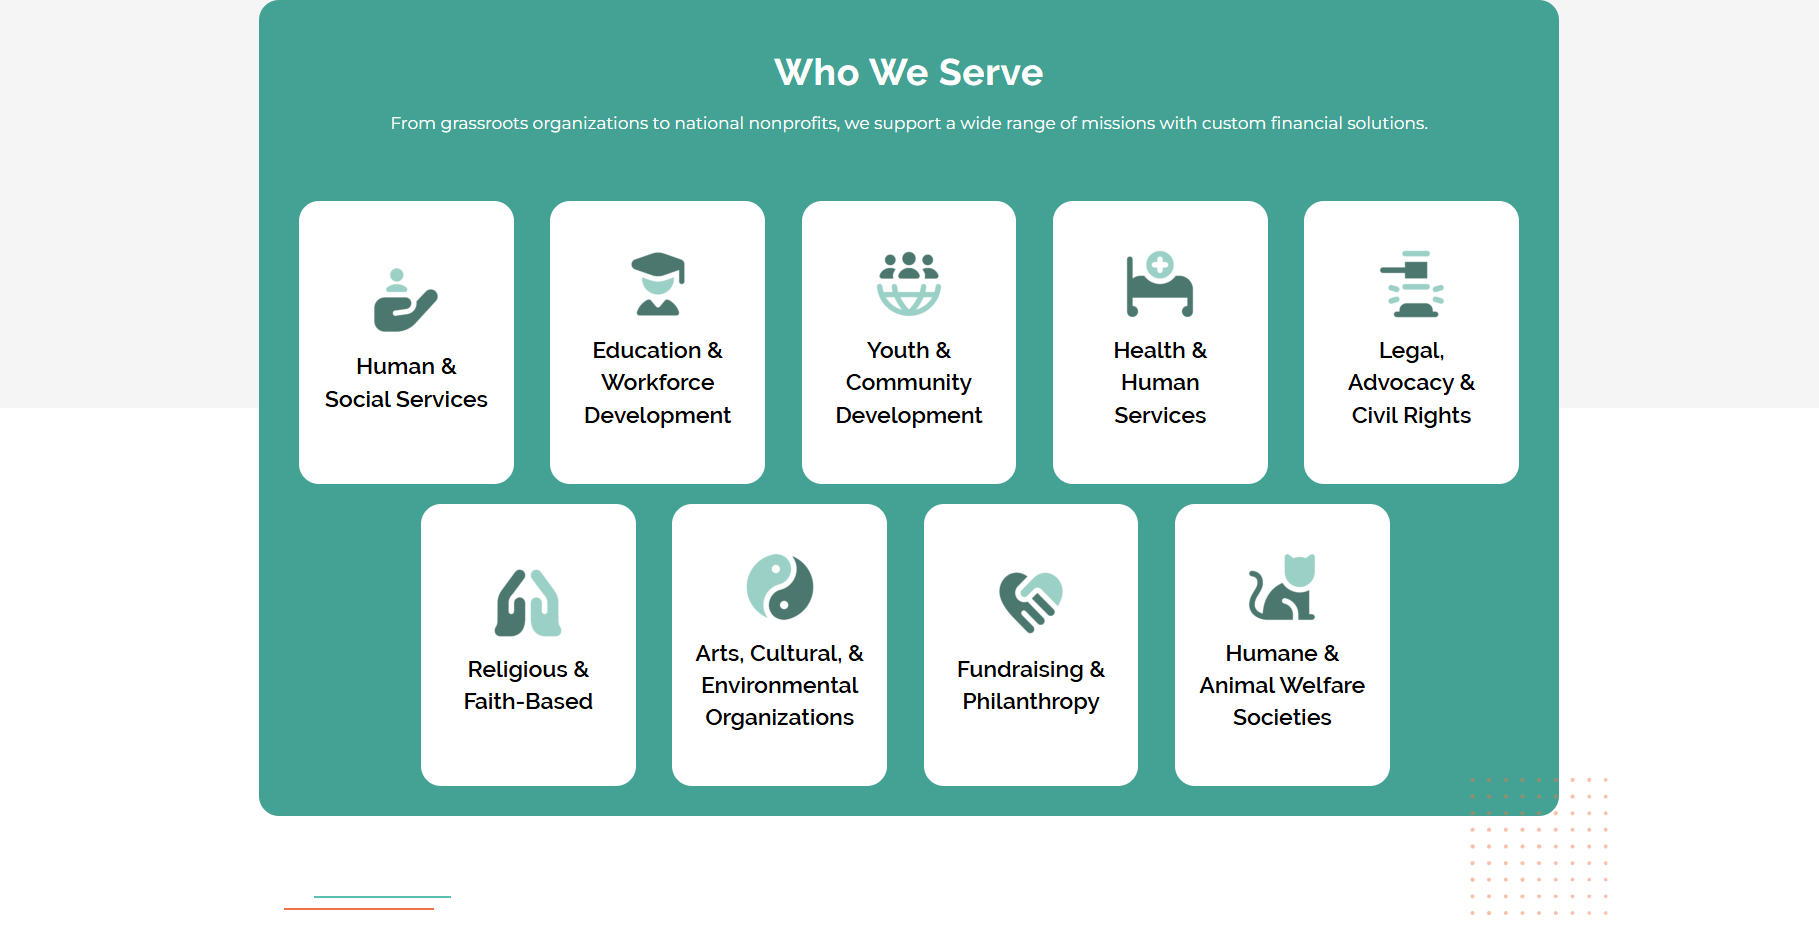 Who We Serve
From grassroots organizations to national nonprofits, we support a wide range of missions with custom financial solutions.
Human &
Social Services
Education &
Workforce
Development
Youth &
Community
Development
Health &
Human
Services
Legal,
Advocacy &
Civil Rights
Religious &
Faith-Based
Arts, Cultural, &
Environmental
Organizations
Fundraising &
Philanthropy
Humane &
Animal Welfare
Societies